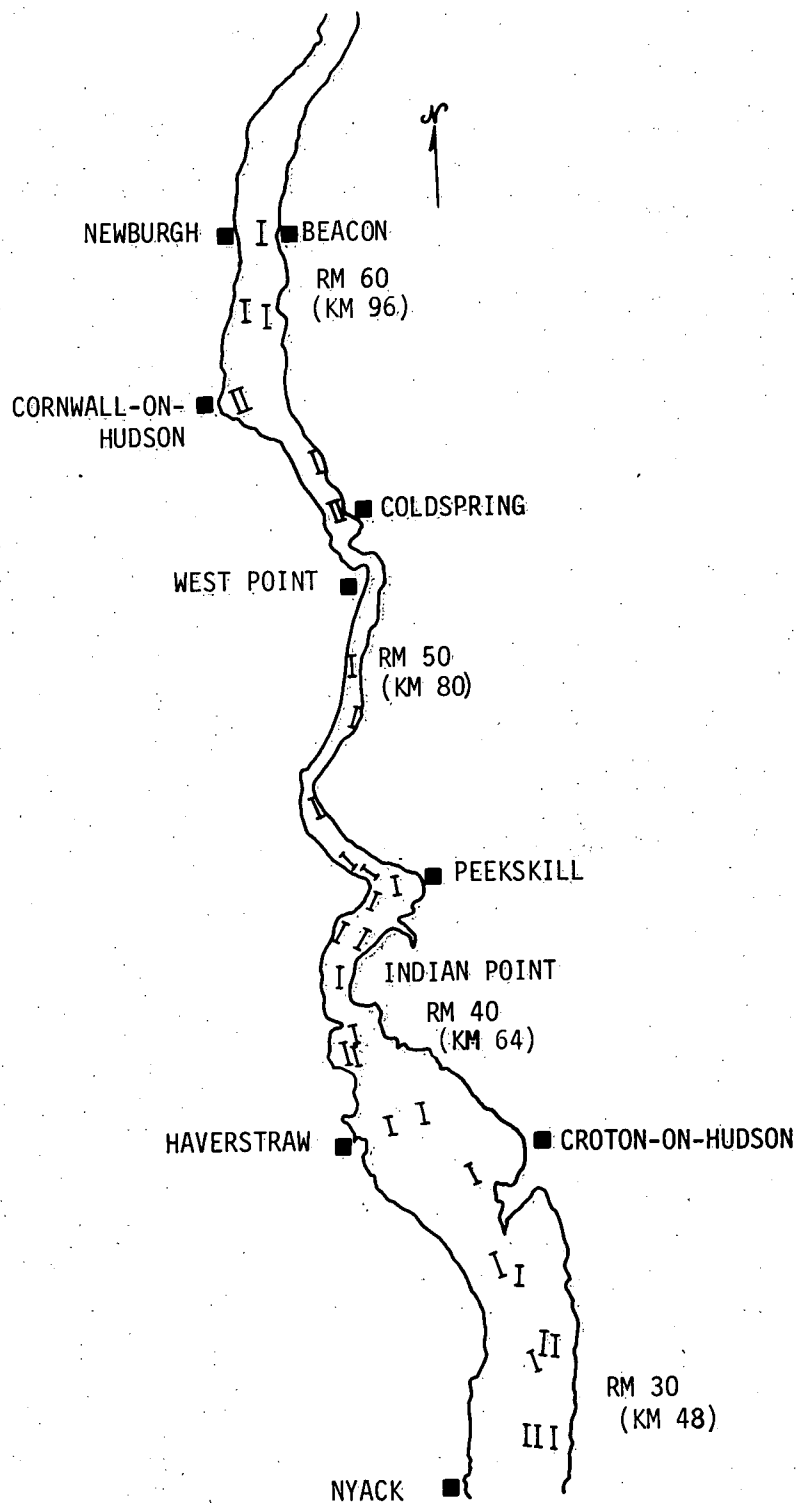 N
NEWBURGH
BEACON
RM 60
(KM 96)
CORNWALL-ON-
HUDSON
COLDSPRING
WEST POINT
RM 50
(KM 80)
PEEKSKILL
INDIAN POINT
RM 40
(KM 64)
HAVERSTRAW
CROTON-ON-HUDSON
RM 30
(KM 48)
NYACK